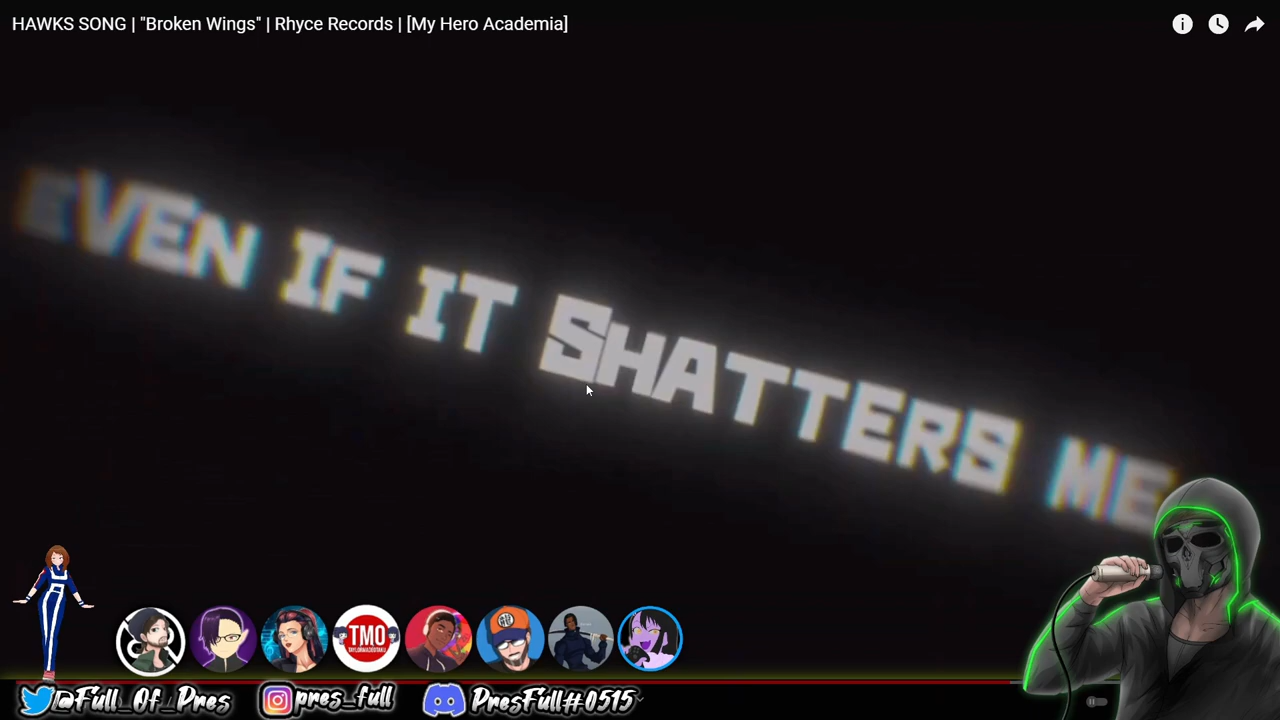 HAWKS SONG | "Broken Wings" | Rhyce Records | [My Hero Academia]
EVEN IF IT SHATTERS ME
TMO
TAYLORMADEOTAKU
@Full_Of_Pres pres_full PresFull#0515